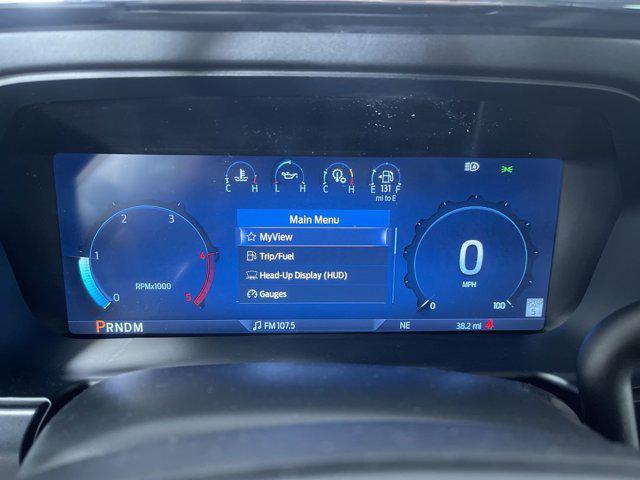 C H L H C H E 131 F
mi to E
Main Menu
MyView
Trip/Fuel
Head-Up Display (HUD)
Gauges
0 1 2 3 4 5
RPMx1000
0
MPH
0 100
PRNDM
FM 107.5
NE
38.2 mi